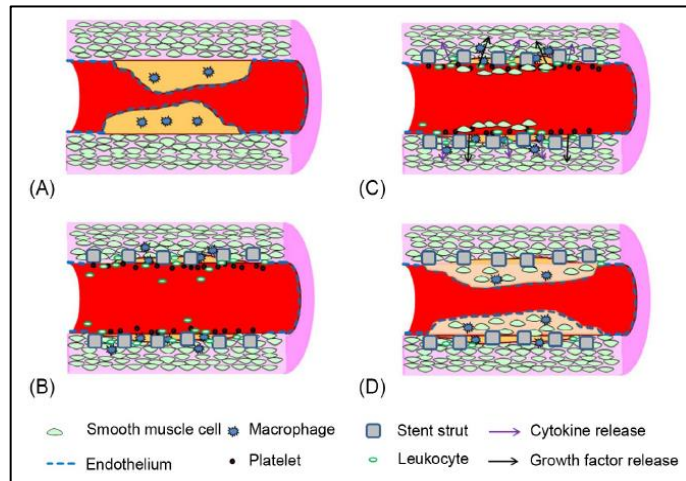 (A)
(C)
(B)
(D)
Smooth muscle cell Macrophage Stent strut Cytokine release
Endothelium Platelet Leukocyte Growth factor release